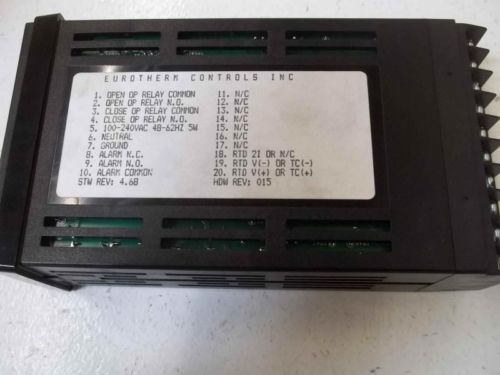 EUROTHERM CONTROLS INC
1. OPEN OP RELAY COMMON 11. N/C
2. OPEN OP RELAY N.O. 12. N/C
3. CLOSE OP RELAY COMMON 13. N/C
4. CLOSE OP RELAY N.O. 14. N/C
5. 100-240VAC 48-62HZ 5W 15. N/C
6. NEUTRAL 16. N/C
7. GROUND 17. N/C
8. ALARM N.C. 18. RTD 2I OR N/C
9. ALARM N.O. 19. RTD V(-) OR TC(-)
10. ALARM COMMON 20. RTD V(+) OR TC(+)
STW REV: 4.6B HDW REV: 015